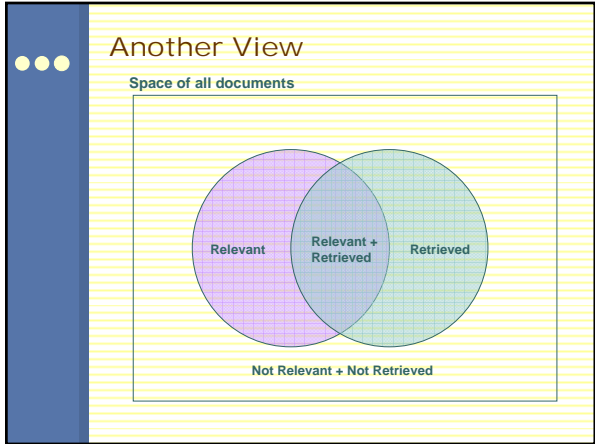 Another View
Space of all documents
Relevant
Relevant +
Retrieved
Retrieved
Not Relevant + Not Retrieved